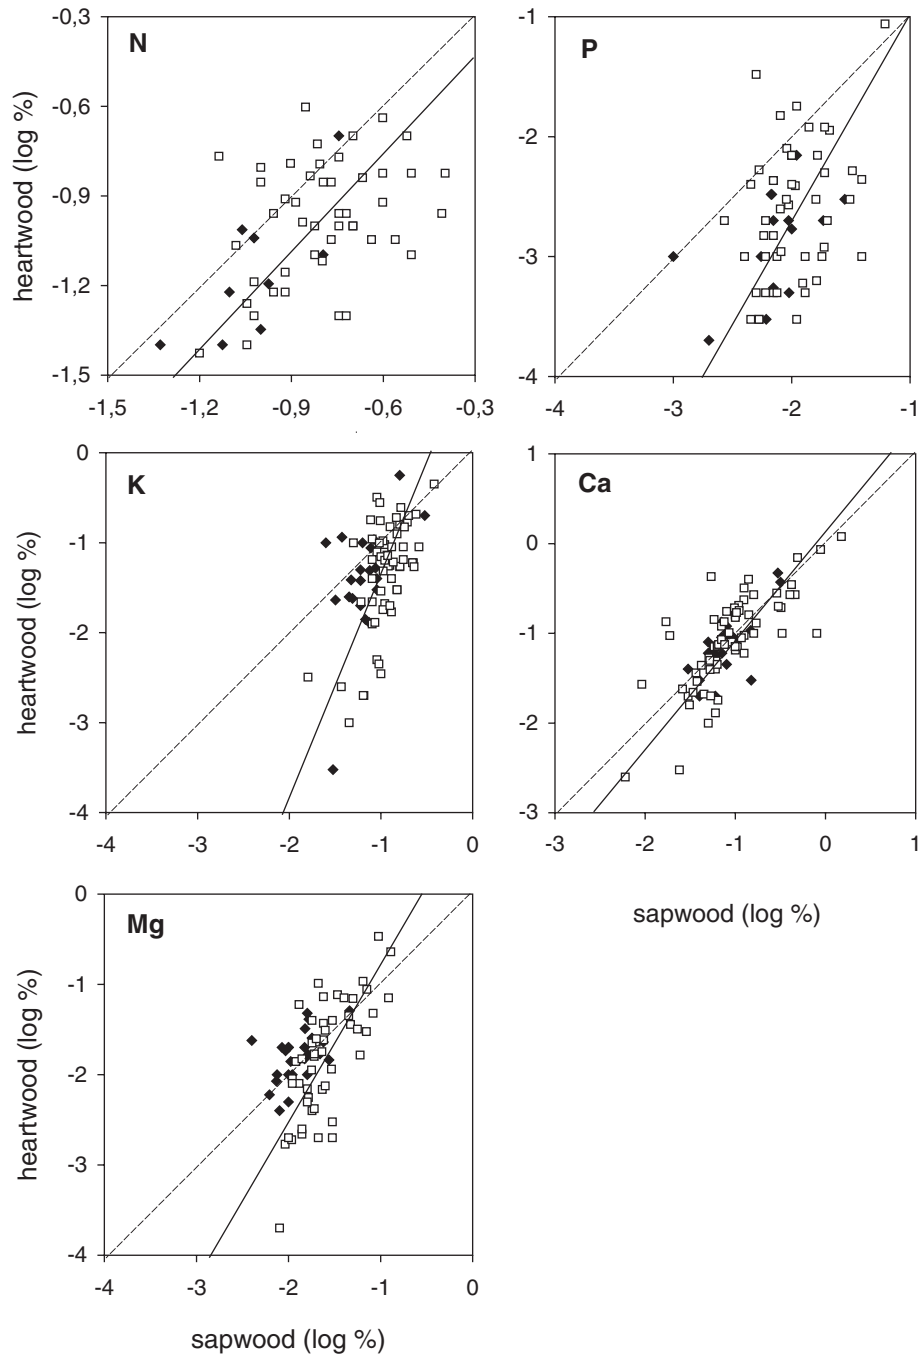 -0,3
N
-0,6
-0,9
-1,2
-1,5
-1,5 -1,2 -0,9 -0,6 -0,3
heartwood (log %)
-1
P
-2
-3
-4
-4 -3 -2 -1
0
K
-1
-2
-3
-4
-4 -3 -2 -1 0
heartwood (log %)
1
Ca
0
-1
-2
-3
-3 -2 -1 0 1
sapwood (log %)
0
Mg
-1
-2
-3
-4
-4 -3 -2 -1 0
heartwood (log %)
sapwood (log %)